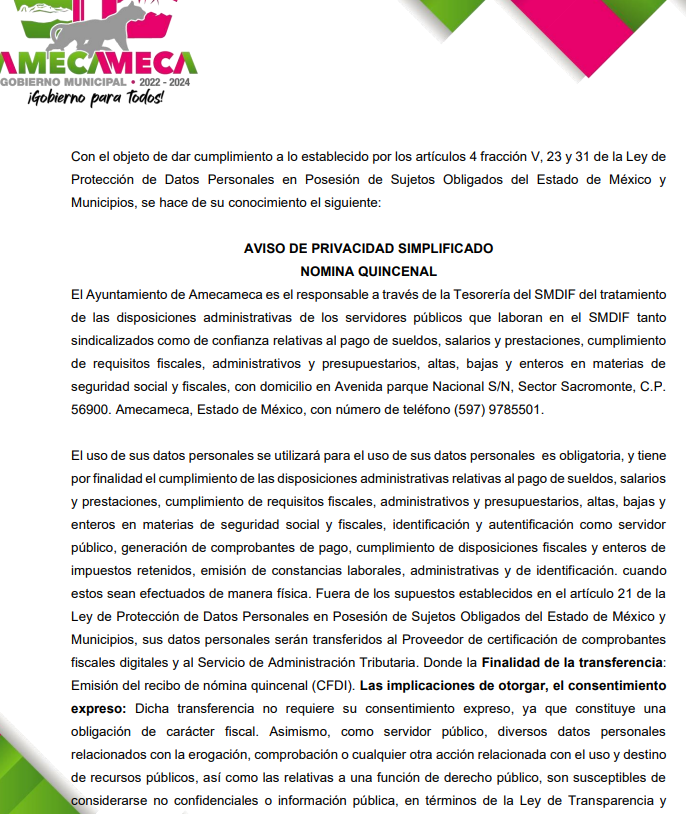 AMECAMECA
GOBIERNO MUNICIPAL • 2022 - 2024
¡Gobierno para Todos!
Con el objeto de dar cumplimiento a lo establecido por los artículos 4 fracción V, 23 y 31 de la Ley de
Protección de Datos Personales en Posesión de Sujetos Obligados del Estado de México y
Municipios, se hace de su conocimiento el siguiente:
AVISO DE PRIVACIDAD SIMPLIFICADO
NOMINA QUINCENAL
El Ayuntamiento de Amecameca es el responsable a través de la Tesorería del SMDIF del tratamiento
de las disposiciones administrativas de los servidores públicos que laboran en el SMDIF tanto
sindicalizados como de confianza relativas al pago de sueldos, salarios y prestaciones, cumplimiento
de requisitos fiscales, administrativos y presupuestarios, altas, bajas y enteros en materias de
seguridad social y fiscales, con domicilio en Avenida parque Nacional S/N, Sector Sacromonte, C.P.
56900. Amecameca, Estado de México, con número de teléfono (597) 9785501.
El uso de sus datos personales se utilizará para el uso de sus datos personales es obligatoria, y tiene
por finalidad el cumplimiento de las disposiciones administrativas relativas al pago de sueldos, salarios
y prestaciones, cumplimiento de requisitos fiscales, administrativos y presupuestarios, altas, bajas y
enteros en materias de seguridad social y fiscales, identificación y autentificación como servidor
público, generación de comprobantes de pago, cumplimiento de disposiciones fiscales y enteros de
impuestos retenidos, emisión de constancias laborales, administrativas y de identificación. cuando
estos sean efectuados de manera física. Fuera de los supuestos establecidos en el artículo 21 de la
Ley de Protección de Datos Personales en Posesión de Sujetos Obligados del Estado de México y
Municipios, sus datos personales serán transferidos al Proveedor de certificación de comprobantes
fiscales digitales y al Servicio de Administración Tributaria. Donde la Finalidad de la transferencia:
Emisión del recibo de nómina quincenal (CFDI). Las implicaciones de otorgar, el consentimiento
expreso: Dicha transferencia no requiere su consentimiento expreso, ya que constituye una
obligación de carácter fiscal. Asimismo, como servidor público, diversos datos personales
relacionados con la erogación, comprobación o cualquier otra acción relacionada con el uso y destino
de recursos públicos, así como las relativas a una función de derecho público, son susceptibles de
considerarse no confidenciales o información pública, en términos de la Ley de Transparencia y